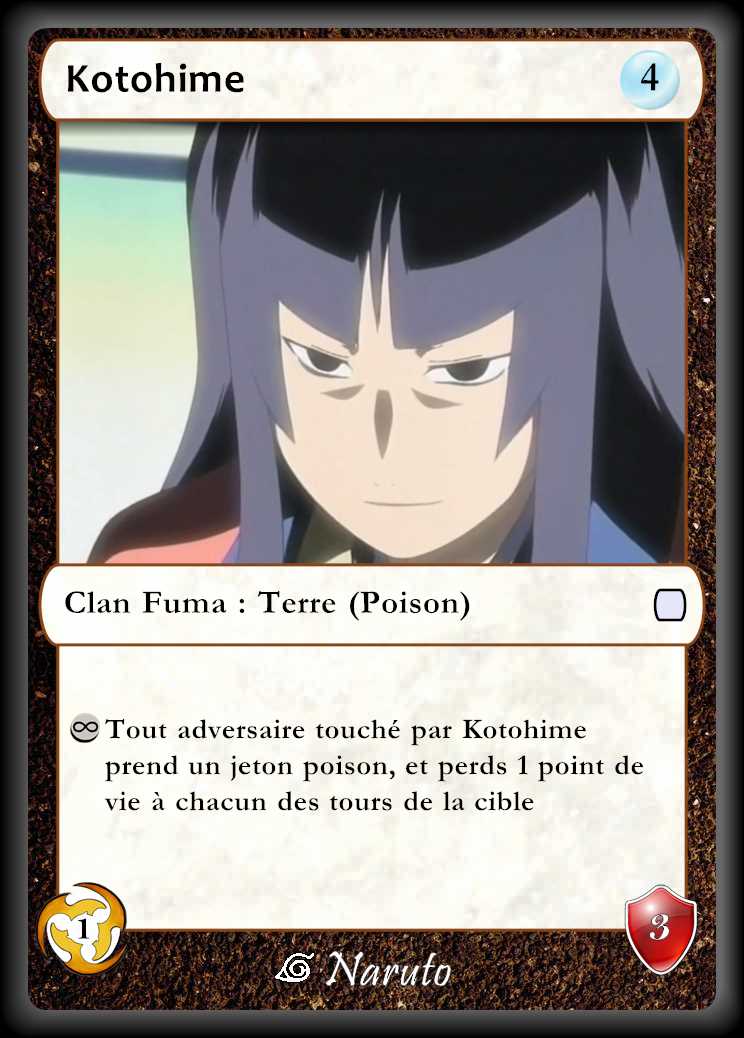 Kotohime
4
Clan Fuma : Terre (Poison)
∞ Tout adversaire touché par Kotohime
prend un jeton poison, et perds 1 point de
vie à chacun des tours de la cible
1
3
Naruto